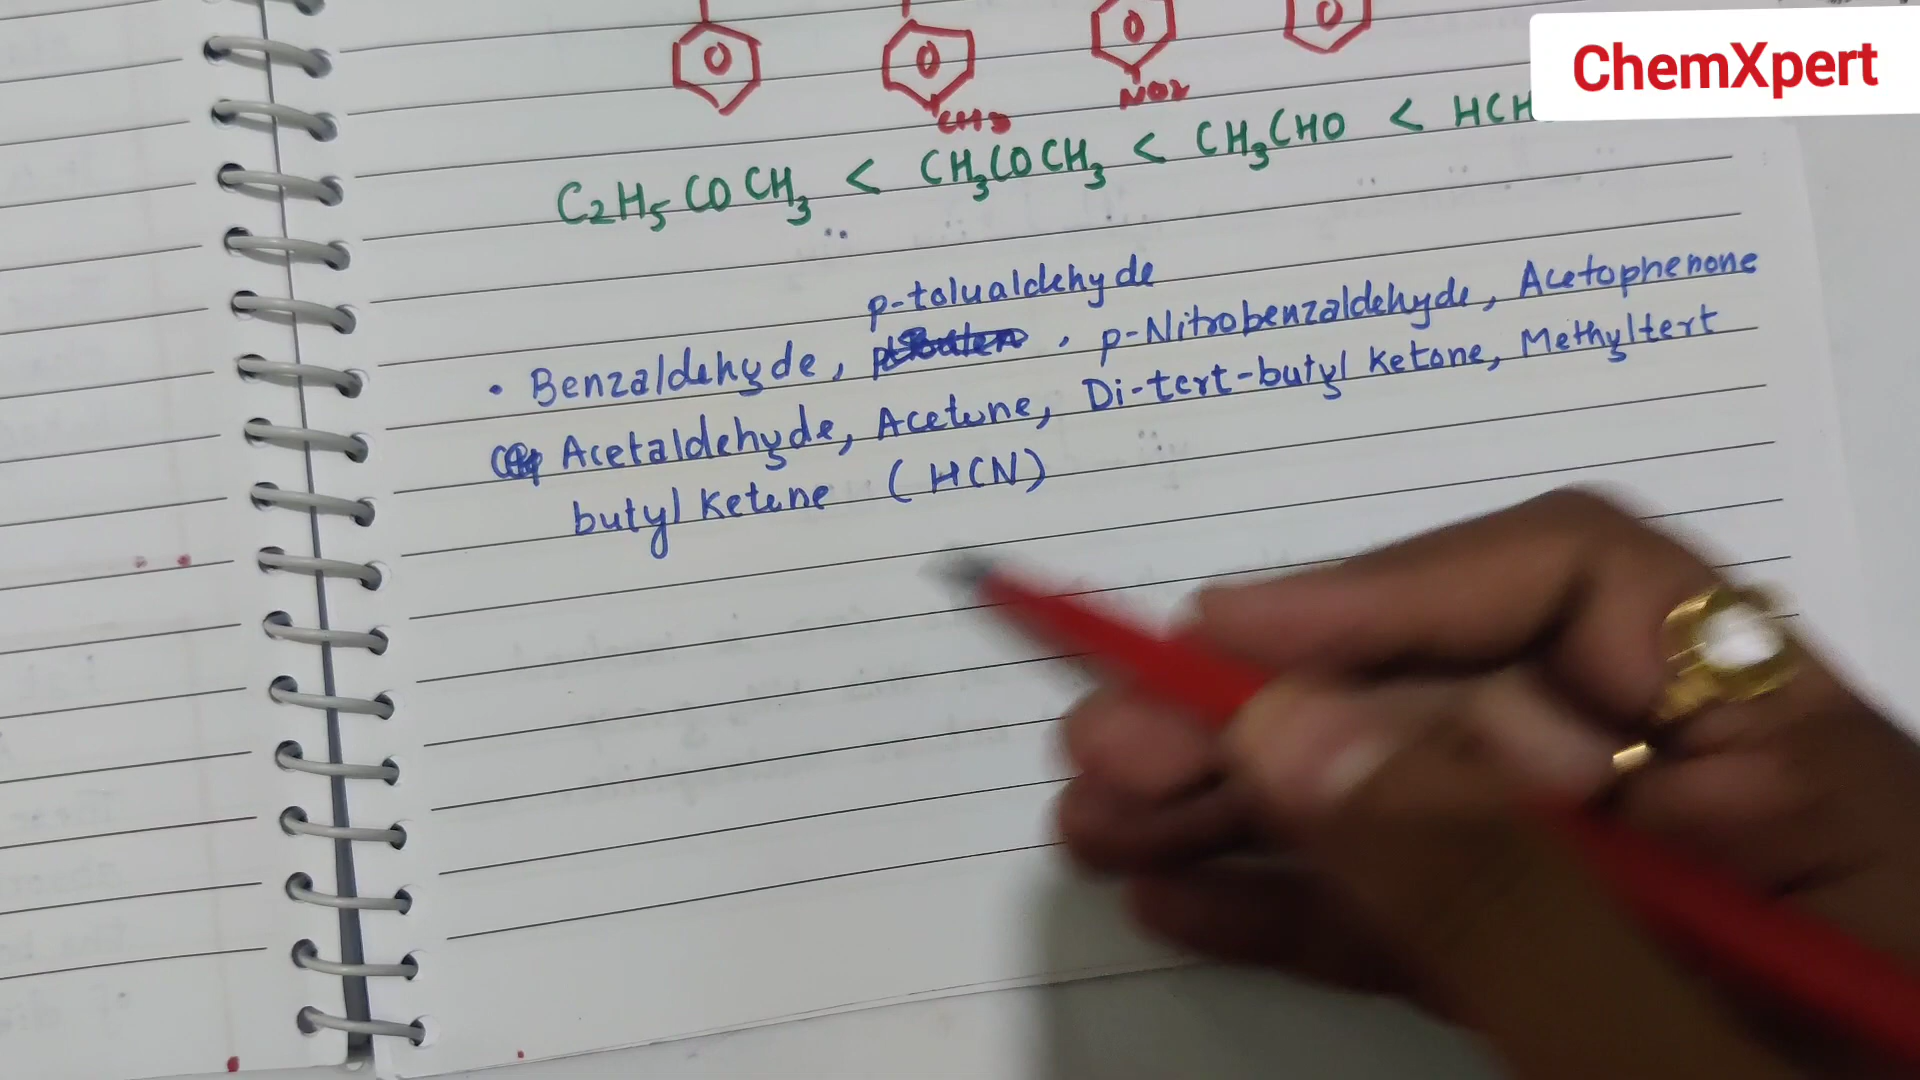 ChemXpert
CH3 NO2
C2H5COCH3 < CH3COCH3 < CH3CHO < HCH
p-tolualdehyde
• Benzaldehyde, , p-Nitrobenzaldehyde, Acetophenone
Acetaldehyde, Acetone, Di-tert-butyl ketone, Methyltert
butyl ketone (HCN)